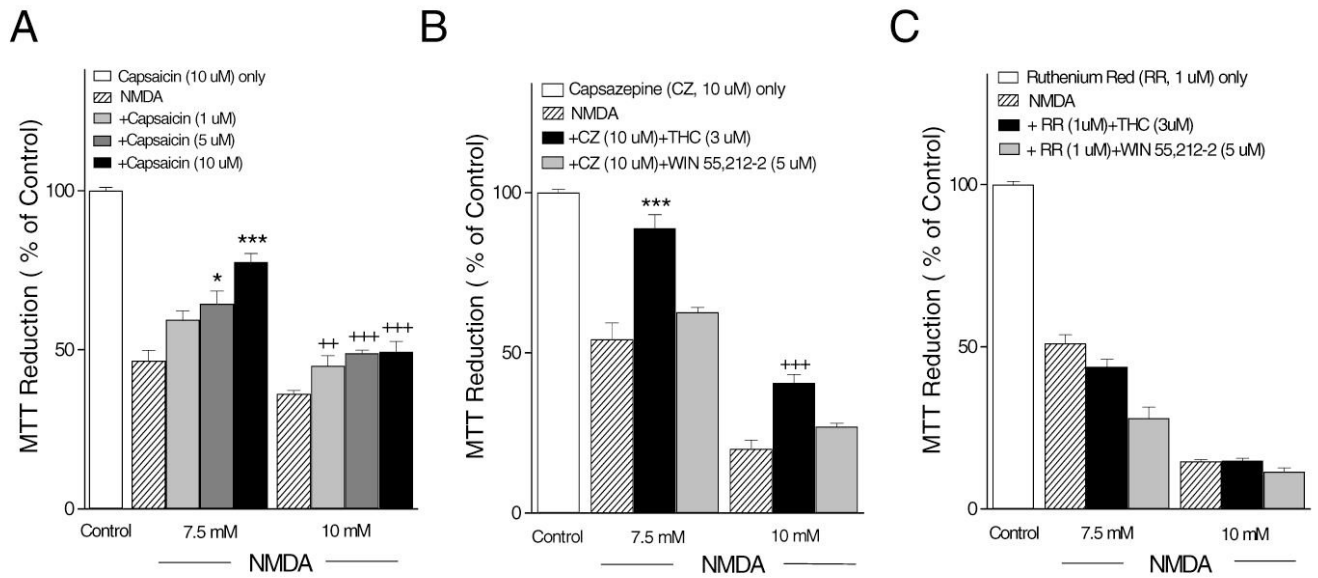 A
Capsaicin (10 uM) only
NMDA
+Capsaicin (1 uM)
+Capsaicin (5 uM)
+Capsaicin (10 uM)
MTT Reduction ( % of Control)
100
50
0
*
***
++
+++
+++
Control
7.5 mM
10 mM
NMDA
B
Capsazepine (CZ, 10 uM) only
NMDA
+CZ (10 uM)+THC (3 uM)
+CZ (10 uM)+WIN 55,212-2 (5 uM)
MTT Reduction ( % of Control)
100
50
0
***
+++
Control
7.5 mM
10 mM
NMDA
C
Ruthenium Red (RR, 1 uM) only
NMDA
+ RR (1uM)+THC (3uM)
+ RR (1 uM)+WIN 55,212-2 (5 uM)
MTT Reduction ( % of Control)
100
50
0
Control
7.5 mM
10 mM
NMDA